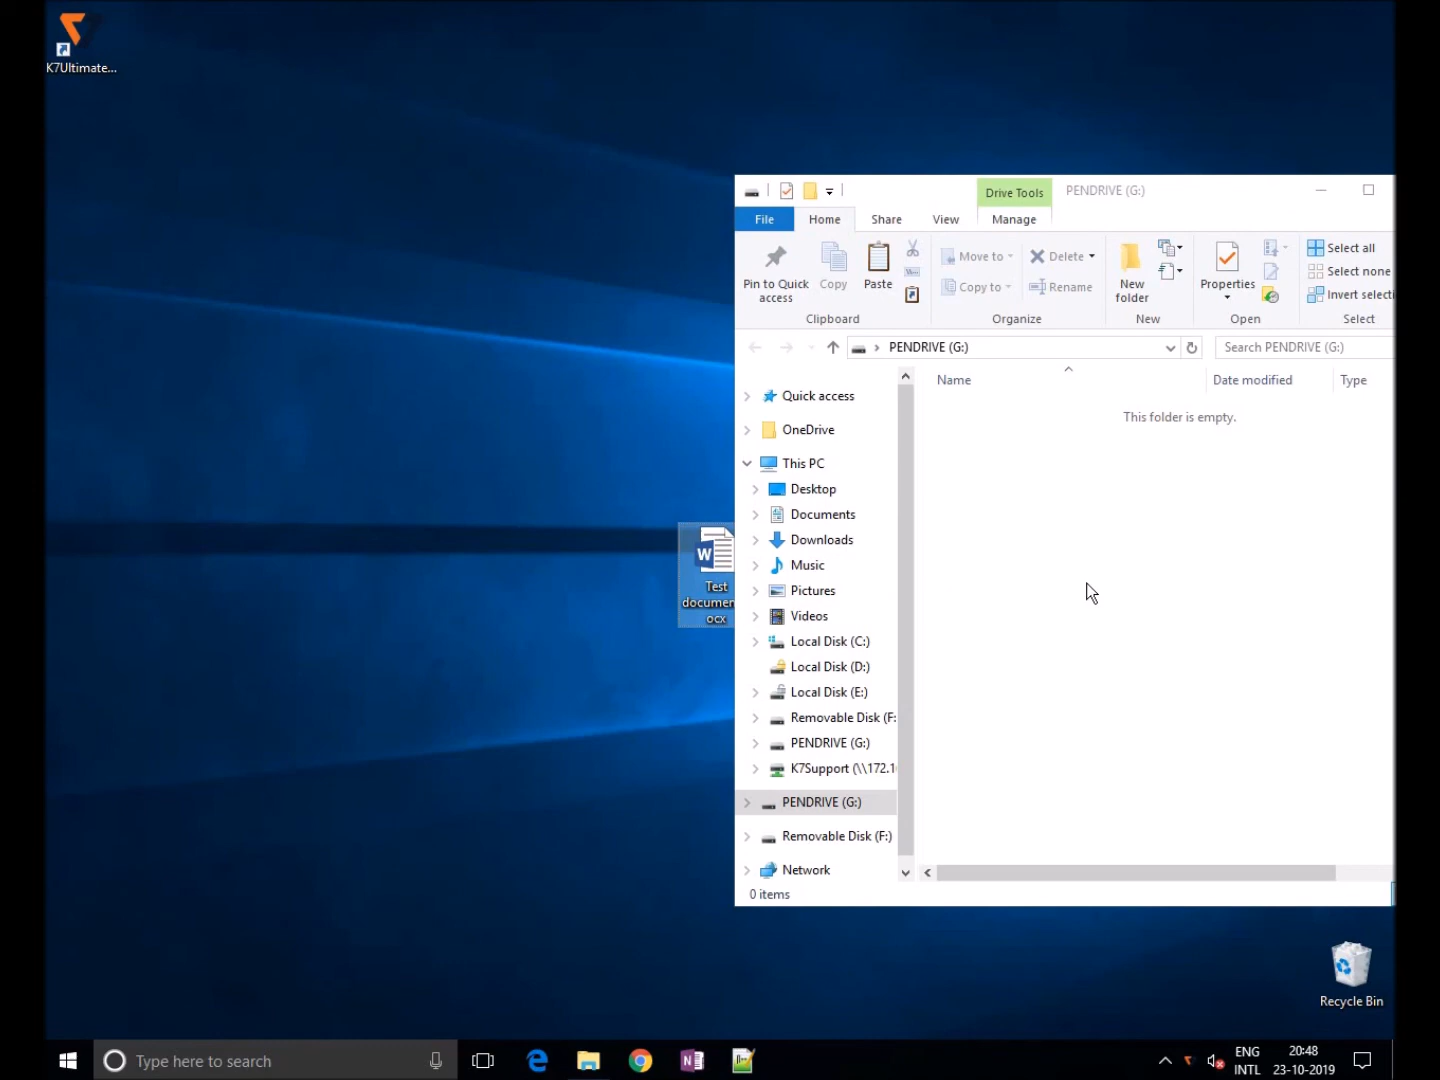 K7Ultimate...
Drive Tools
PENDRIVE (G:)
File
Home
Share
View
Manage
Pin to Quick
access
Copy
Paste
Move to
Copy to
Delete
Rename
New
folder
Properties
Select all
Select none
Invert selecti
Clipboard
Organize
New
Open
Select
PENDRIVE (G:)
Search PENDRIVE (G:)
Name
Date modified
Type
This folder is empty.
Quick access
OneDrive
This PC
Desktop
Documents
Downloads
Music
Pictures
Videos
Local Disk (C:)
Local Disk (D:)
Local Disk (E:)
Removable Disk (F:
PENDRIVE (G:)
K7Support (\\172.1
PENDRIVE (G:)
Removable Disk (F:)
Network
0 items
W
Test
documen
ocx
Recycle Bin
Type here to search
ENG
INTL
20:48
23-10-2019